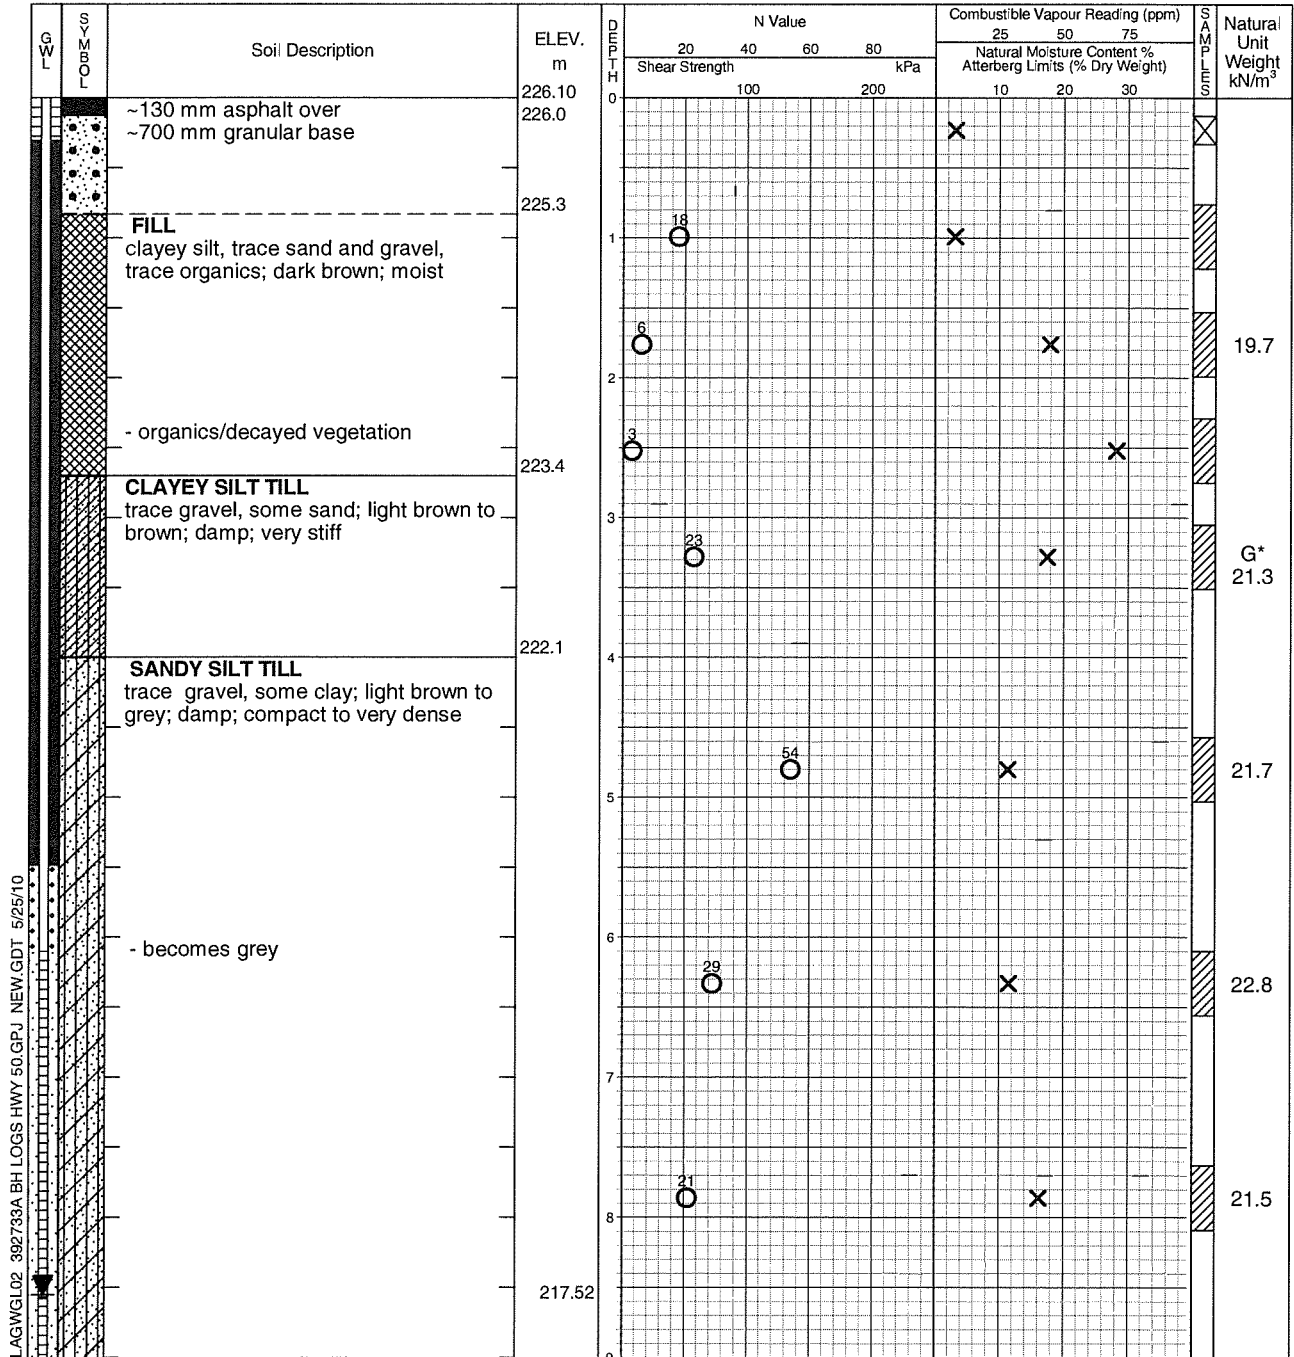 GWL
SYMBOL
Soil Description
ELEV.
m
226.10
DEPTH
N Value
20 40 60 80
Shear Strength kPa
100 200
Combustible Vapour Reading (ppm)
25 50 75
Natural Moisture Content %
Atterberg Limits (% Dry Weight)
10 20 30
SAMPLES
Natural
Unit
Weight
kN/m³
0
~130 mm asphalt over
226.0
~700 mm granular base
225.3
FILL
18
clayey silt, trace sand and gravel,
1
trace organics; dark brown; moist
6
19.7
2
- organics/decayed vegetation
3
223.4
CLAYEY SILT TILL
trace gravel, some sand; light brown to
3
brown; damp; very stiff
23
G*
21.3
222.1
4
SANDY SILT TILL
trace gravel, some clay; light brown to
grey; damp; compact to very dense
54
21.7
5
6
- becomes grey
29
22.8
7
21
21.5
8
217.52
LAGWGL02 392733A BH LOGS HWY 50.GPJ NEW.GDT 5/25/10